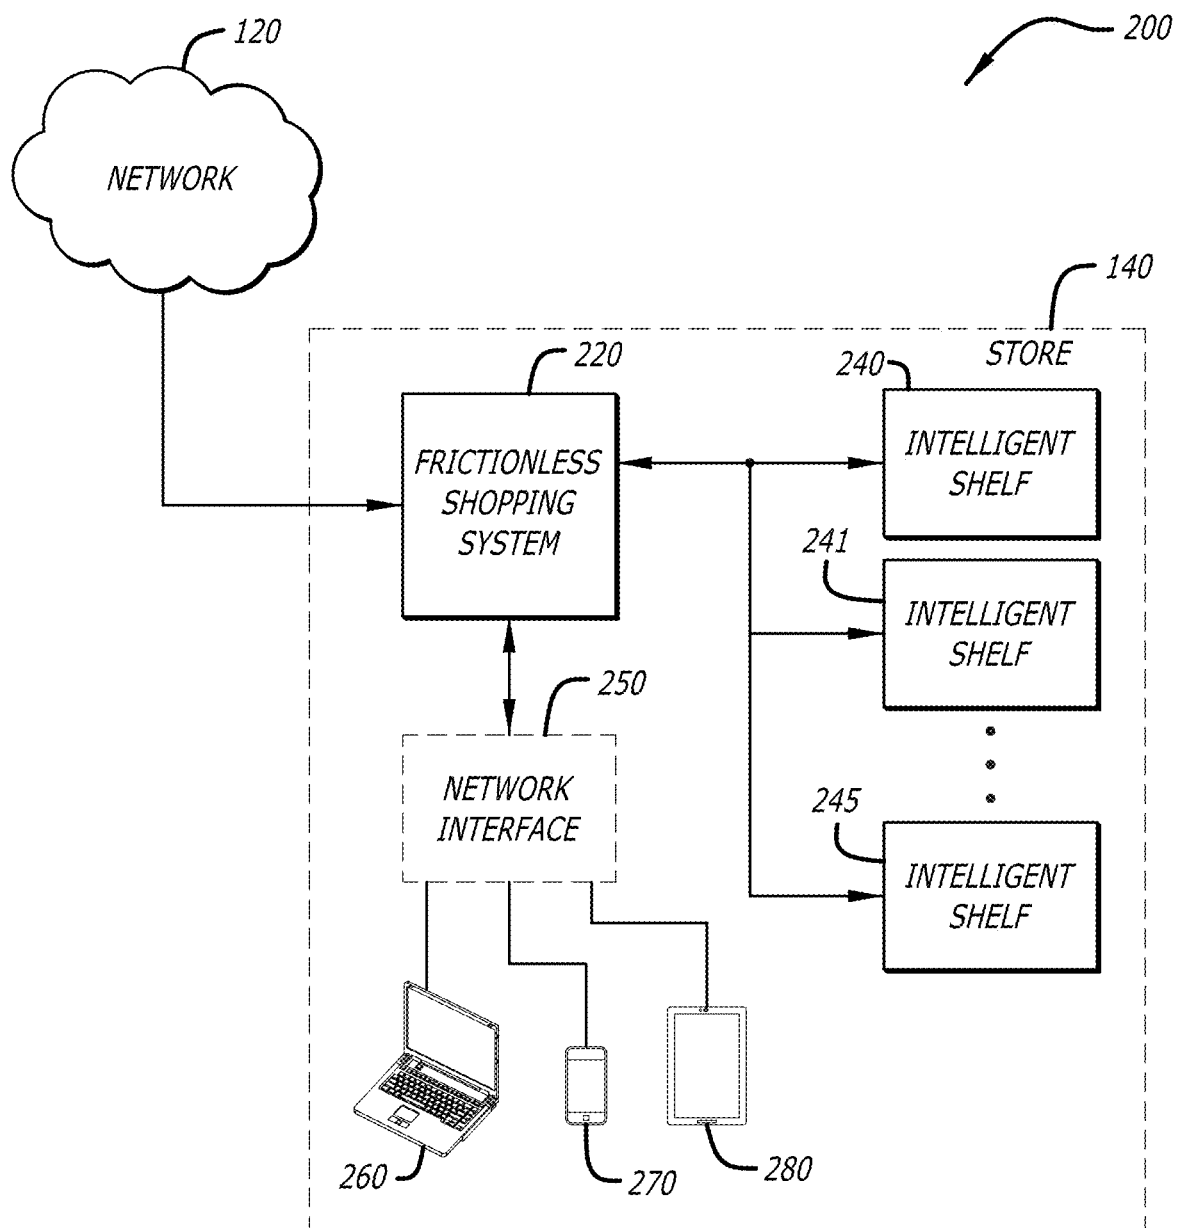 120
200
NETWORK
140
STORE
220
240
FRICTIONLESS
SHOPPING
SYSTEM
INTELLIGENT
SHELF
241
INTELLIGENT
SHELF
250
NETWORK
INTERFACE
245
INTELLIGENT
SHELF
260
270
280